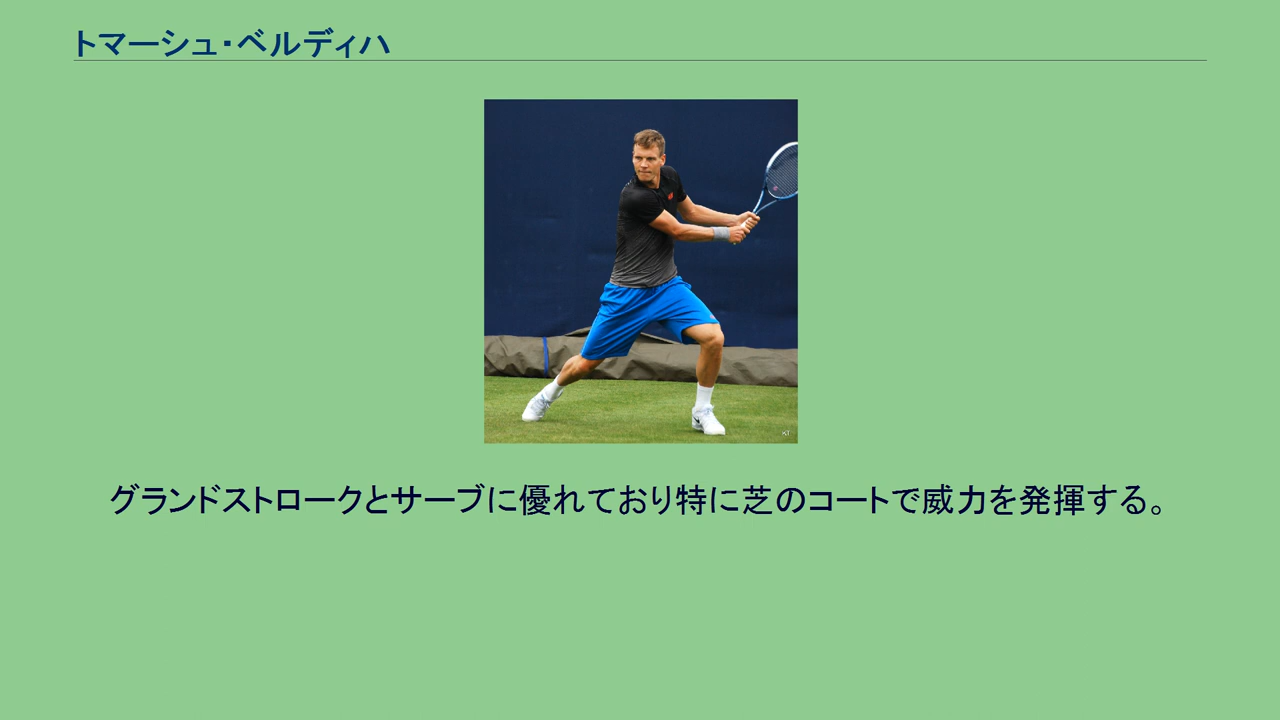 トマーシュ・ベルディハ
グランドストロークとサーブに優れており特に芝のコートで威力を発揮する。